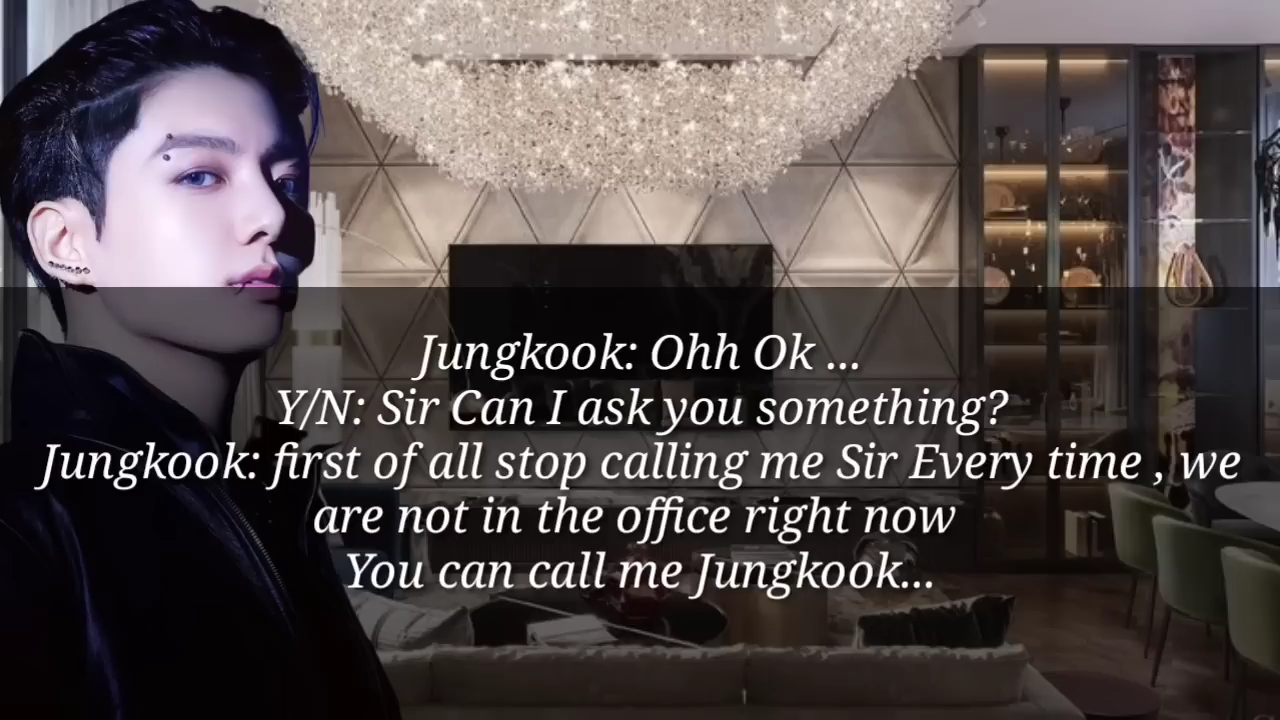 Jungkook: Ohh Ok ...
Y/N: Sir Can I ask you something?
Jungkook: first of all stop calling me Sir Every time , we
are not in the office right now
You can call me Jungkook...